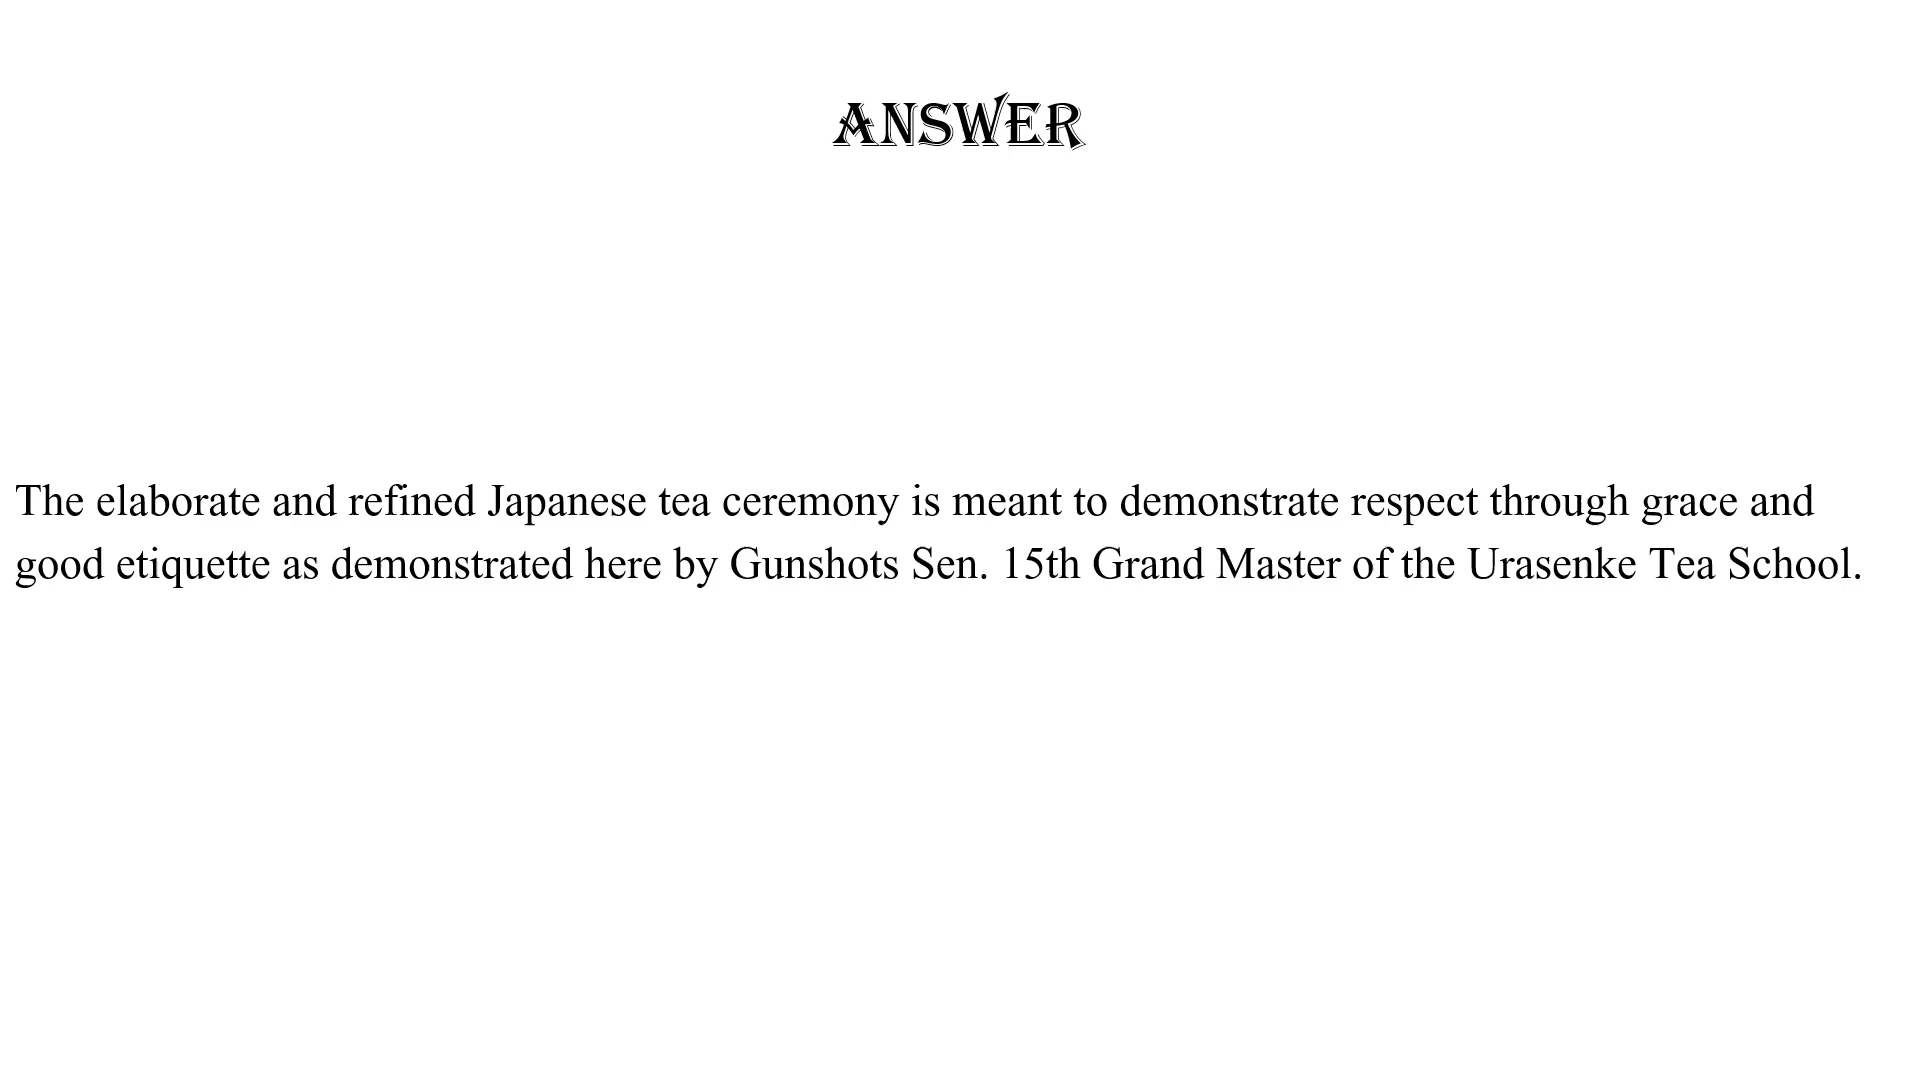 ANSWER
The elaborate and refined Japanese tea ceremony is meant to demonstrate respect through grace and
good etiquette as demonstrated here by Gunshots Sen. 15th Grand Master of the Urasenke Tea School.